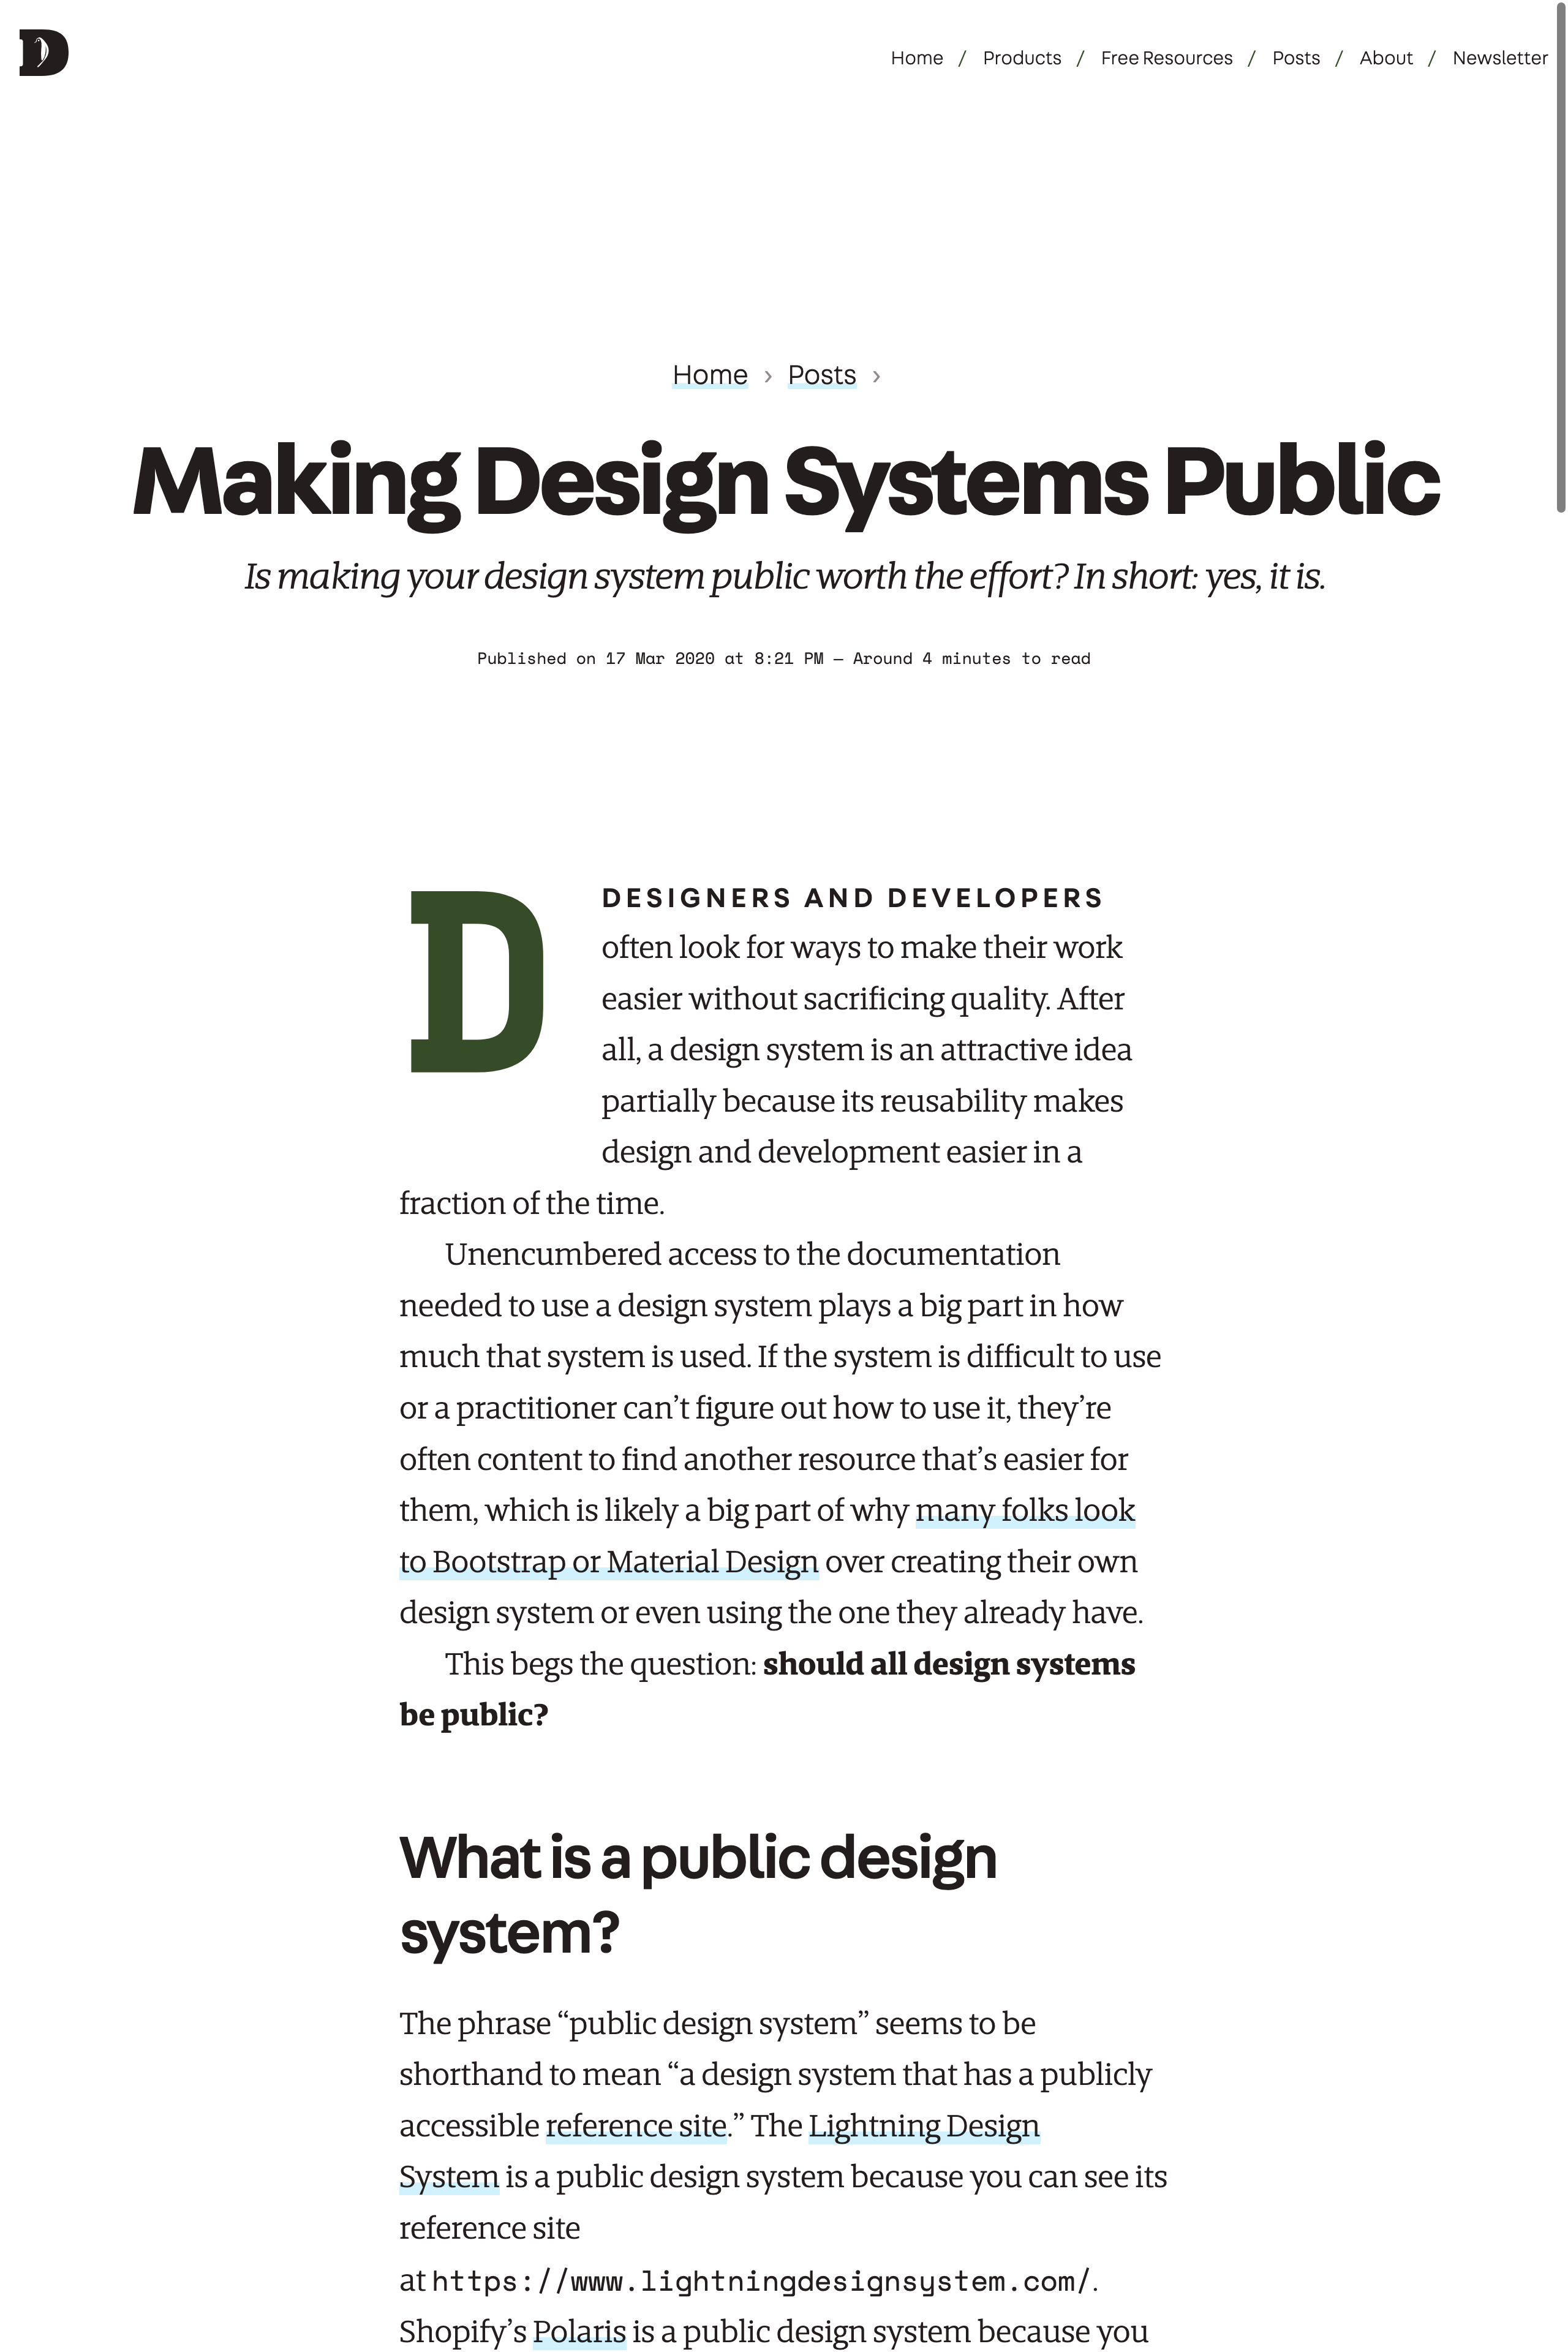 D
Home / Products / Free Resources / Posts / About / Newsletter
Home › Posts ›
Making Design Systems Public
Is making your design system public worth the effort? In short: yes, it is.
Published on 17 Mar 2020 at 8:21 PM — Around 4 minutes to read
D
DESIGNERS AND DEVELOPERS
often look for ways to make their work
easier without sacrificing quality. After
all, a design system is an attractive idea
partially because its reusability makes
design and development easier in a
fraction of the time.
Unencumbered access to the documentation
needed to use a design system plays a big part in how
much that system is used. If the system is difficult to use
or a practitioner can’t figure out how to use it, they’re
often content to find another resource that’s easier for
them, which is likely a big part of why many folks look
to Bootstrap or Material Design over creating their own
design system or even using the one they already have.
This begs the question: should all design systems
be public?
What is a public design
system?
The phrase “public design system” seems to be
shorthand to mean “a design system that has a publicly
accessible reference site.” The Lightning Design
System is a public design system because you can see its
reference site
at https://www.lightningdesignsystem.com/.
Shopify’s Polaris is a public design system because you